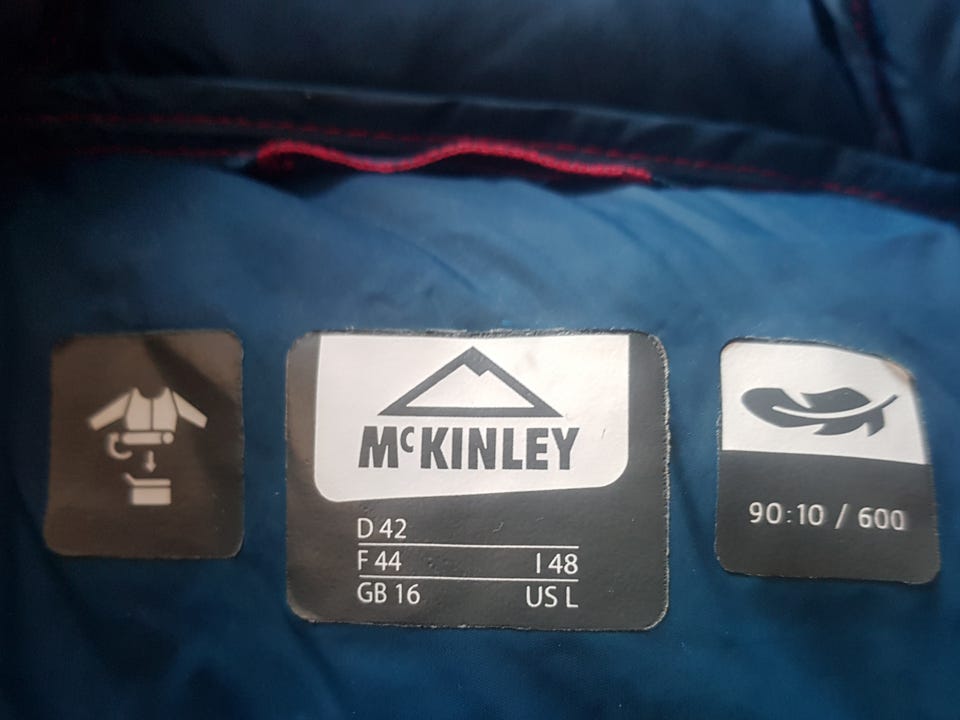 McKINLEY
D 42
F 44 I 48
GB 16 US L
90:10 / 600